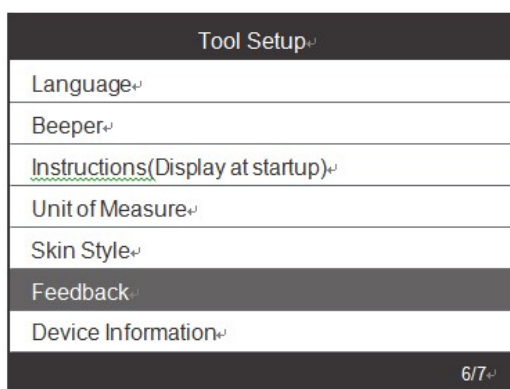 Tool Setup
Language
Beeper
Instructions(Display at startup)
Unit of Measure
Skin Style
Feedback
Device Information
6/7